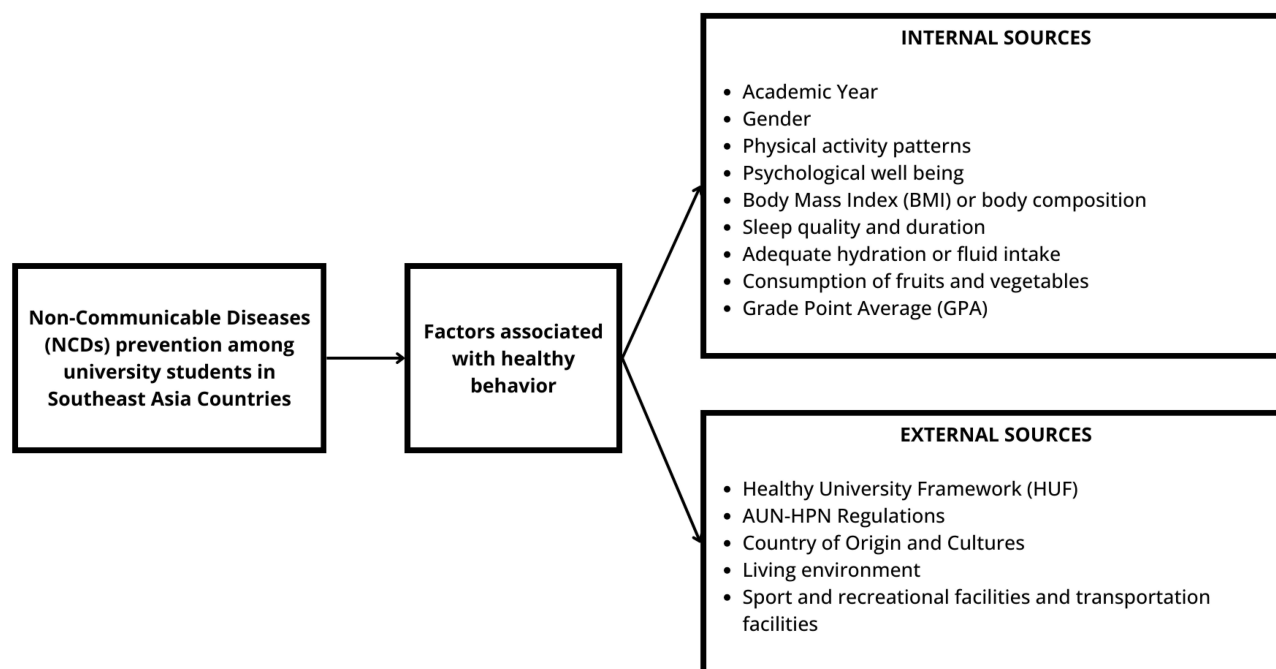 Non-Communicable Diseases
(NCDs) prevention among
university students in
Southeast Asia Countries
Factors associated
with healthy
behavior
INTERNAL SOURCES
• Academic Year
• Gender
• Physical activity patterns
• Psychological well being
• Body Mass Index (BMI) or body composition
• Sleep quality and duration
• Adequate hydration or fluid intake
• Consumption of fruits and vegetables
• Grade Point Average (GPA)
EXTERNAL SOURCES
• Healthy University Framework (HUF)
• AUN-HPN Regulations
• Country of Origin and Cultures
• Living environment
• Sport and recreational facilities and transportation
facilities